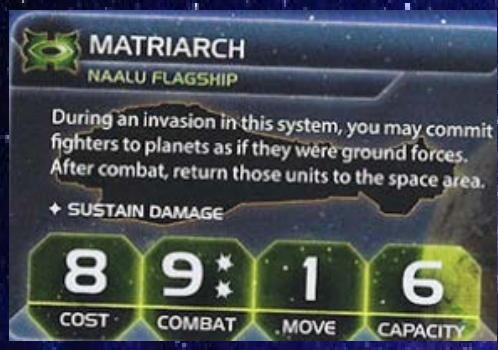 MATRIARCH
NAALU FLAGSHIP
During an invasion in this system, you may commit
fighters to planets as if they were ground forces.
After combat, return those units to the space area.
✦ SUSTAIN DAMAGE
8 9 1 6
COST COMBAT MOVE CAPACITY